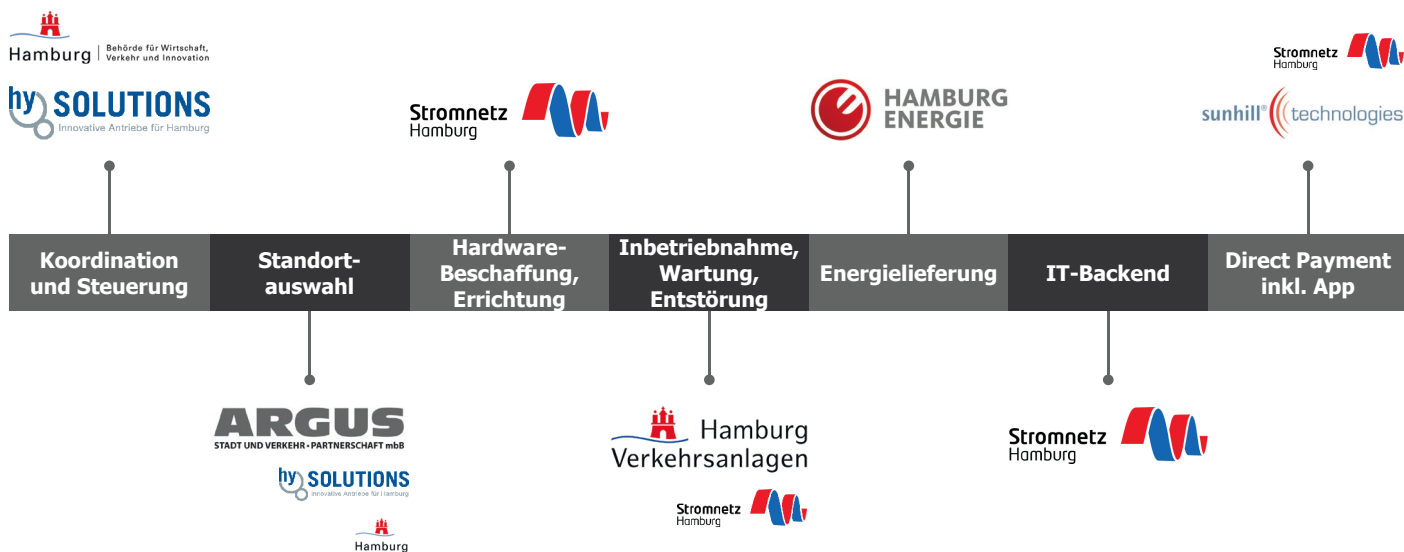 Hamburg
Behörde für Wirtschaft,
Verkehr und Innovation
hy SOLUTIONS
Innovative Antriebe für Hamburg
Stromnetz
Hamburg
HAMBURG
ENERGIE
Stromnetz
Hamburg
sunhill® technologies
Koordination
und Steuerung
Standort-
auswahl
Hardware-
Beschaffung,
Errichtung
Inbetriebnahme,
Wartung,
Entstörung
Energielieferung
IT-Backend
Direct Payment
inkl. App
ARGUS
STADT UND VERKEHR • PARTNERSCHAFT mbB
hy SOLUTIONS
Innovative Antriebe für Hamburg
Hamburg
Hamburg
Verkehrsanlagen
Stromnetz
Hamburg
Stromnetz
Hamburg